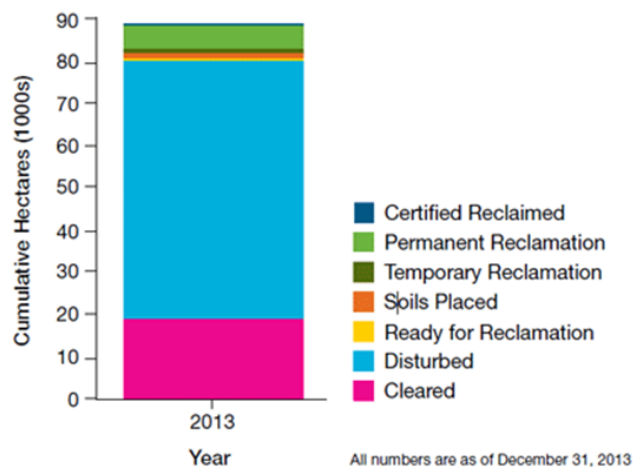 90
80
70
60
50
40
30
20
10
0
Cumulative Hectares (1000s)
2013
Year
Certified Reclaimed
Permanent Reclamation
Temporary Reclamation
Soils Placed
Ready for Reclamation
Disturbed
Cleared
All numbers are as of December 31, 2013